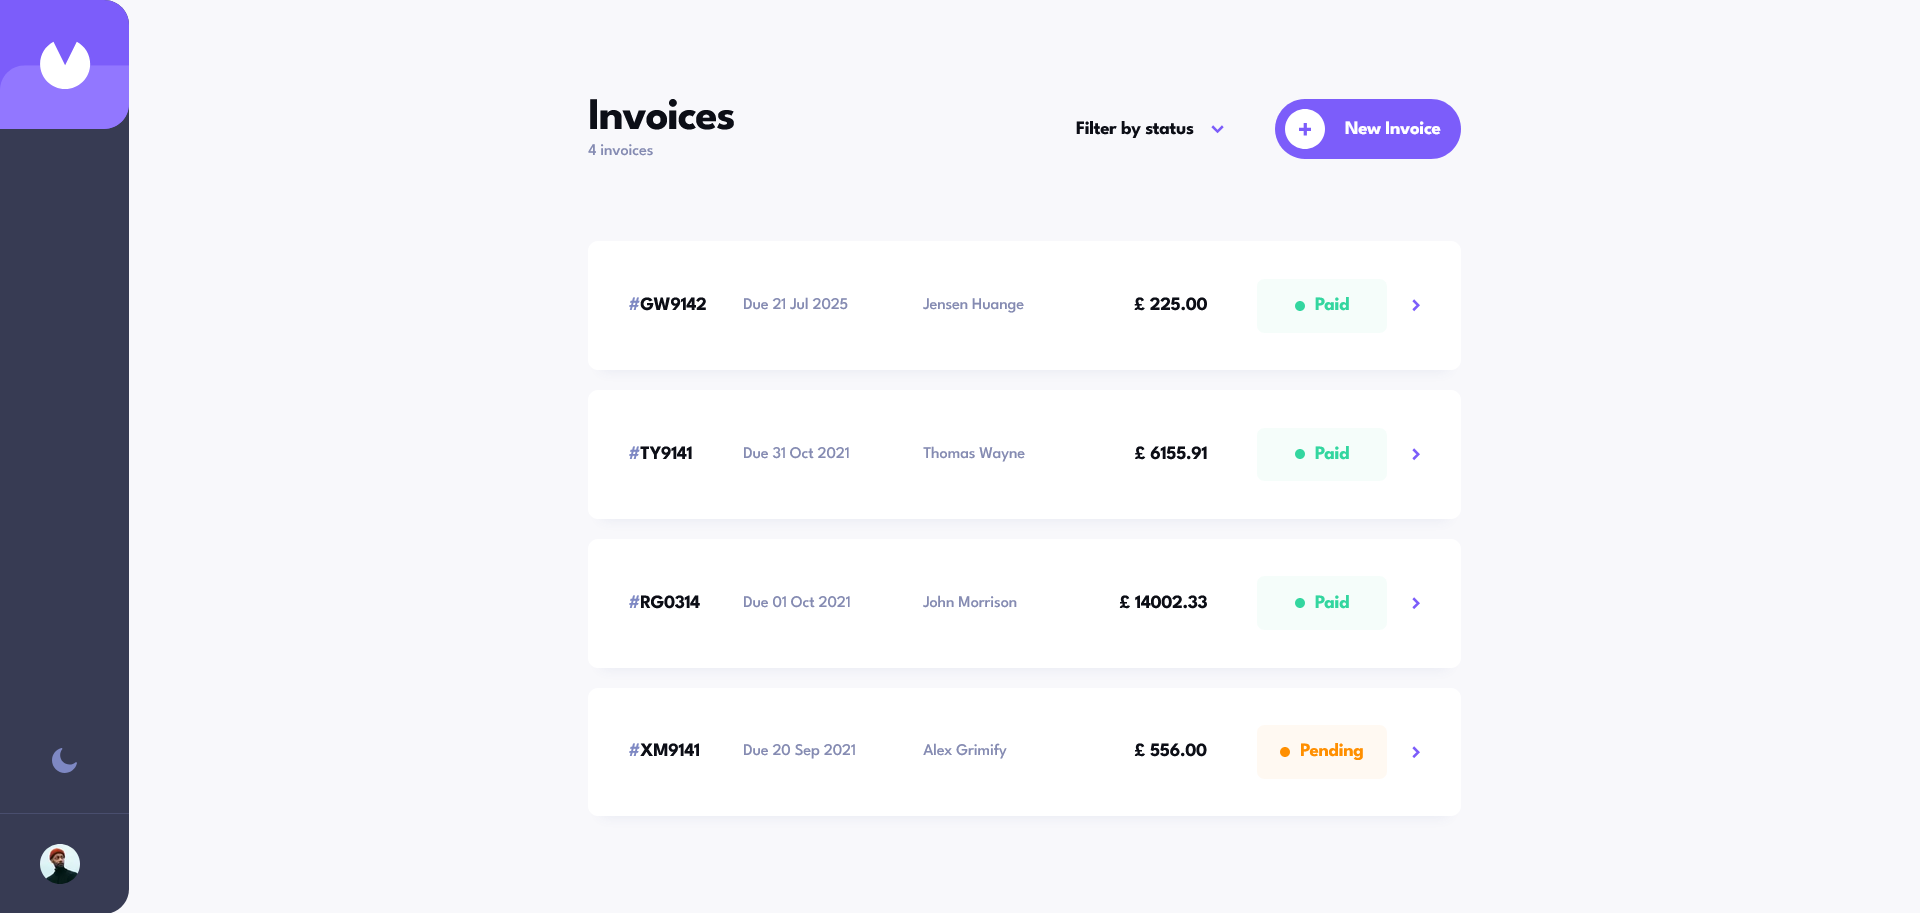 Invoices
4 invoices
Filter by status
New Invoice
#GW9142 Due 21 Jul 2025 Jensen Huange £ 225.00 Paid
#TY9141 Due 31 Oct 2021 Thomas Wayne £ 6155.91 Paid
#RG0314 Due 01 Oct 2021 John Morrison £ 14002.33 Paid
#XM9141 Due 20 Sep 2021 Alex Grimify £ 556.00 Pending